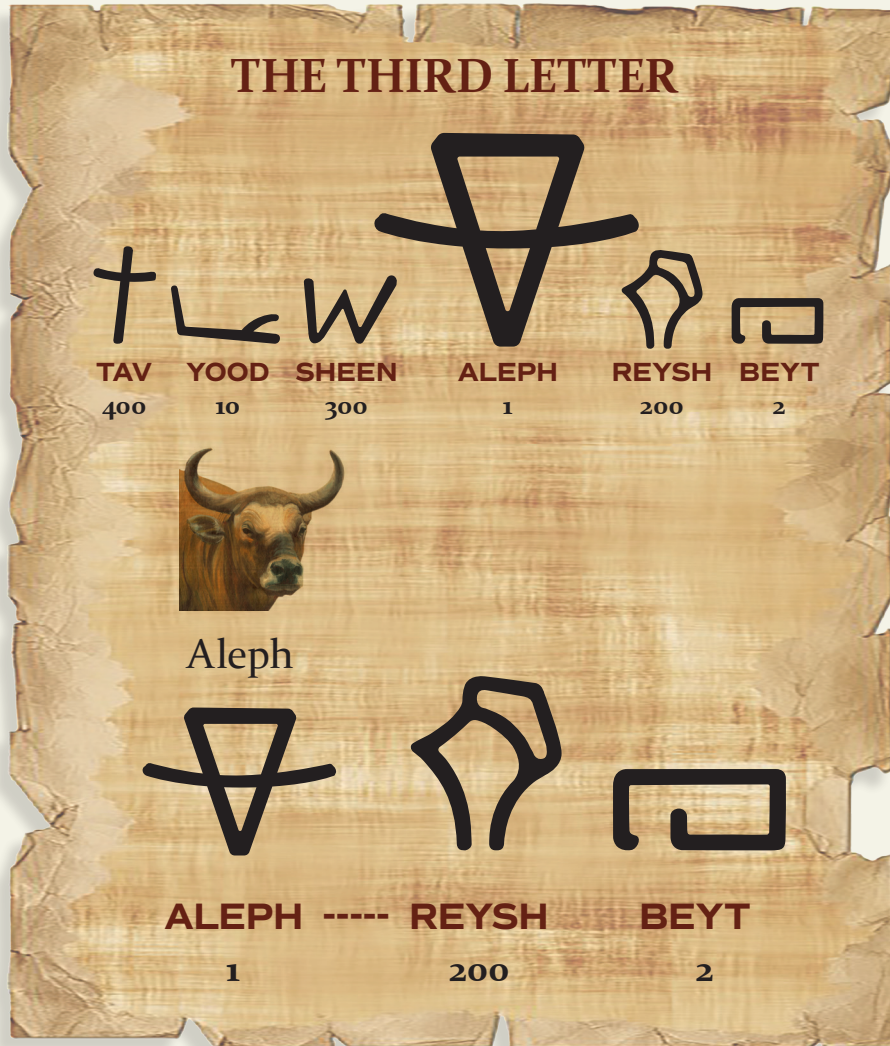 THE THIRD LETTER
TAV YOOD SHEEN ALEPH REYSH BEYT
400 10 300 1 200 2
Aleph
ALEPH ----- REYSH BEYT
1 200 2